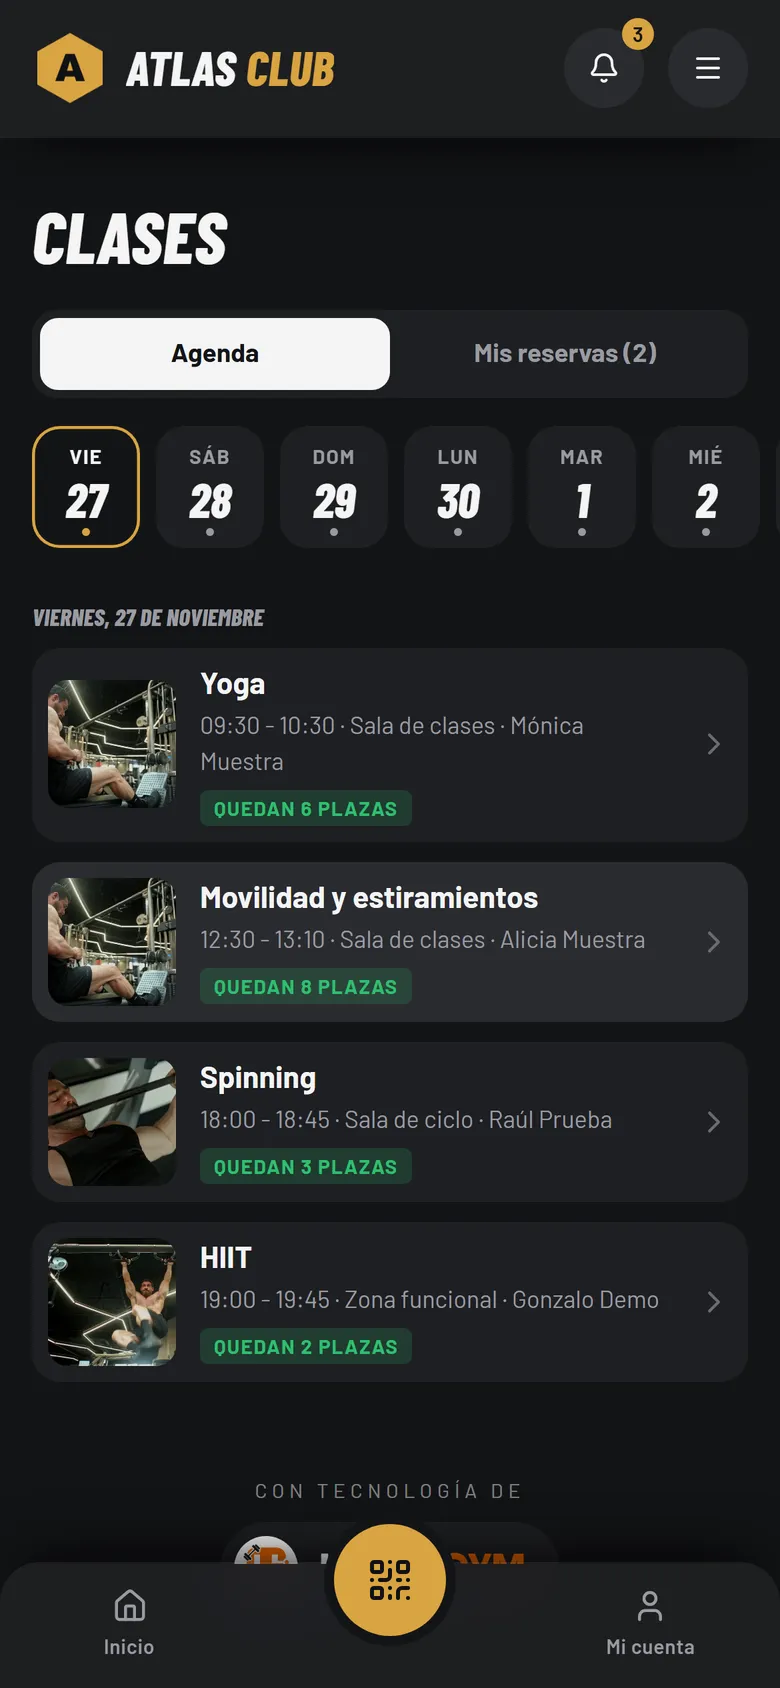 A
ATLAS CLUB
3
CLASES
Agenda
Mis reservas (2)
VIE
27
SÁB
28
DOM
29
LUN
30
MAR
1
MIÉ
2
VIERNES, 27 DE NOVIEMBRE
Yoga
09:30 - 10:30 · Sala de clases · Mónica
Muestra
QUEDAN 6 PLAZAS
Movilidad y estiramientos
12:30 - 13:10 · Sala de clases · Alicia Muestra
QUEDAN 8 PLAZAS
Spinning
18:00 - 18:45 · Sala de ciclo · Raúl Prueba
QUEDAN 3 PLAZAS
HIIT
19:00 - 19:45 · Zona funcional · Gonzalo Demo
QUEDAN 2 PLAZAS
CON TECNOLOGÍA DE
Inicio
Mi cuenta